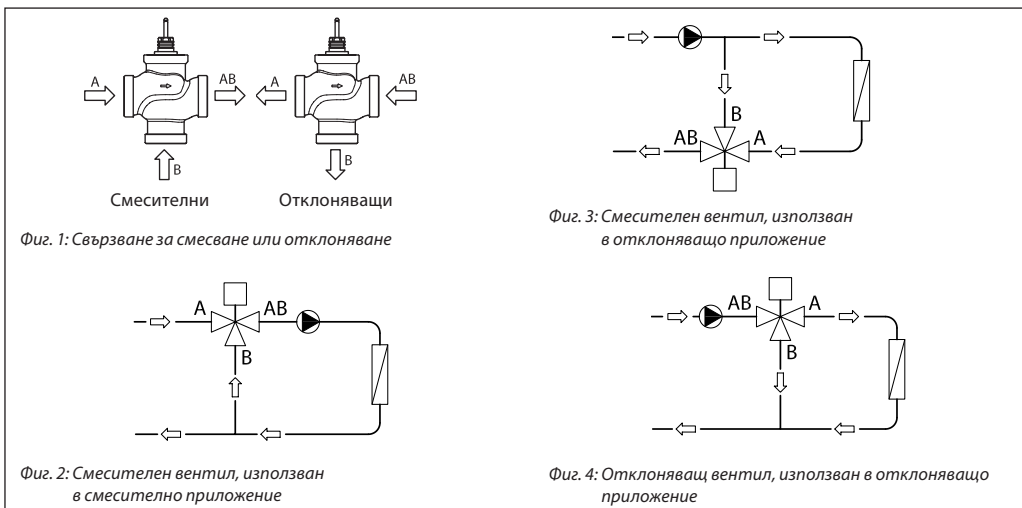 A
AB
B
Смесителни
A
AB
B
Отклоняващи
Фиг. 1: Свързване за смесване или отклоняване
A
AB
B
Фиг. 2: Смесителен вентил, използван
в смесително приложение
B
AB
A
Фиг. 3: Смесителен вентил, използван
в отклоняващо приложение
AB
A
B
Фиг. 4: Отклоняващ вентил, използван в отклоняващо
приложение